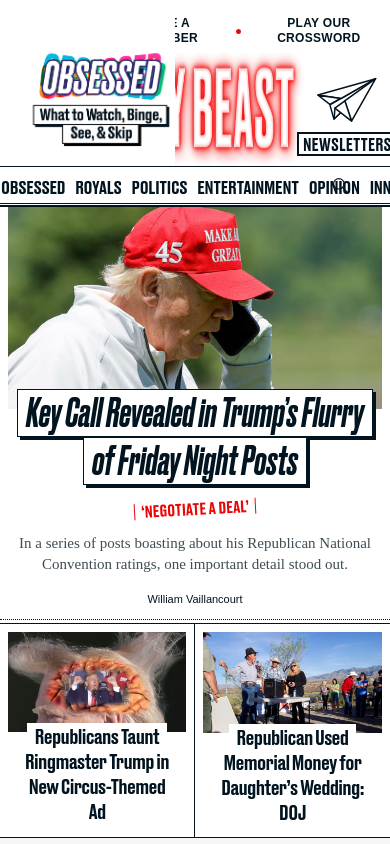 E A
BER
PLAY OUR
CROSSWORD
OBSESSED
What to Watch, Binge,
See, & Skip
Y BEAST
NEWSLETTERS
OBSESSED ROYALS POLITICS ENTERTAINMENT OPINION INN
45
MAKE A
GREAT
Key Call Revealed in Trump's Flurry
of Friday Night Posts
'NEGOTIATE A DEAL'
In a series of posts boasting about his Republican National
Convention ratings, one important detail stood out.
William Vaillancourt
Republicans Taunt
Ringmaster Trump in
New Circus-Themed
Ad
Republican Used
Memorial Money for
Daughter's Wedding:
DOJ